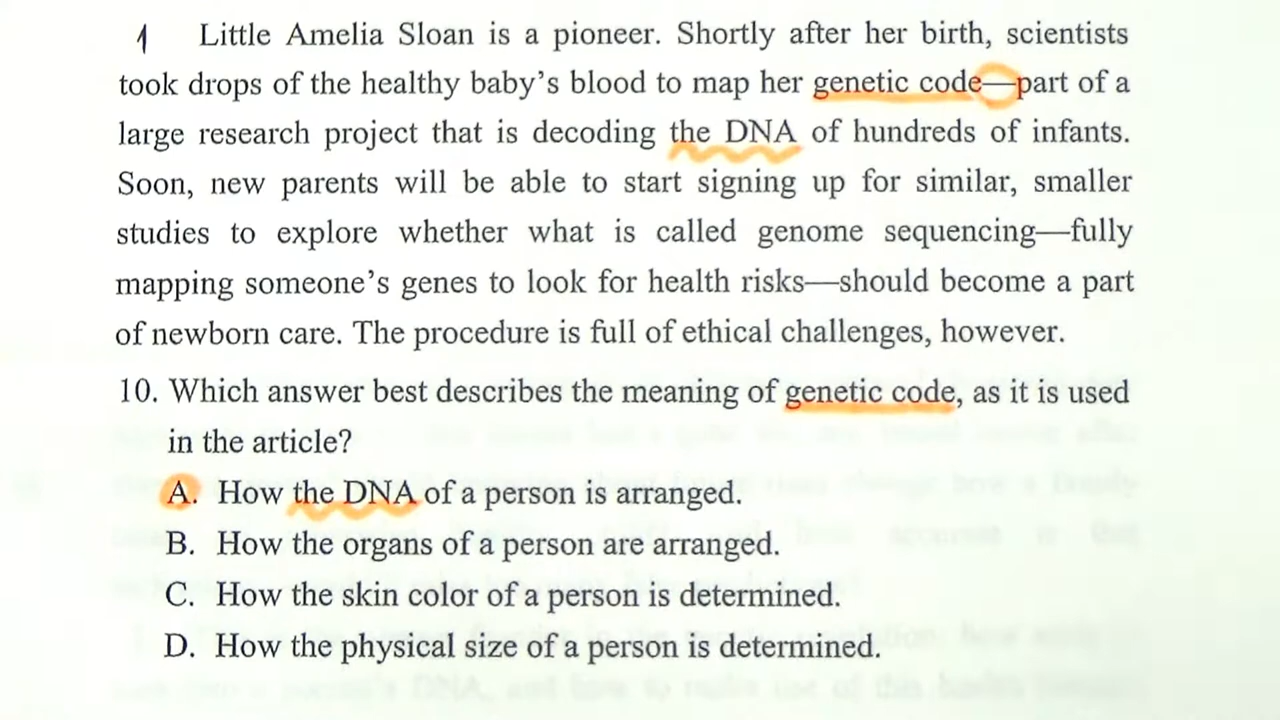 1 Little Amelia Sloan is a pioneer. Shortly after her birth, scientists
took drops of the healthy baby's blood to map her genetic code—part of a
large research project that is decoding the DNA of hundreds of infants.
Soon, new parents will be able to start signing up for similar, smaller
studies to explore whether what is called genome sequencing—fully
mapping someone's genes to look for health risks—should become a part
of newborn care. The procedure is full of ethical challenges, however.
10. Which answer best describes the meaning of genetic code, as it is used
in the article?
A. How the DNA of a person is arranged.
B. How the organs of a person are arranged.
C. How the skin color of a person is determined.
D. How the physical size of a person is determined.